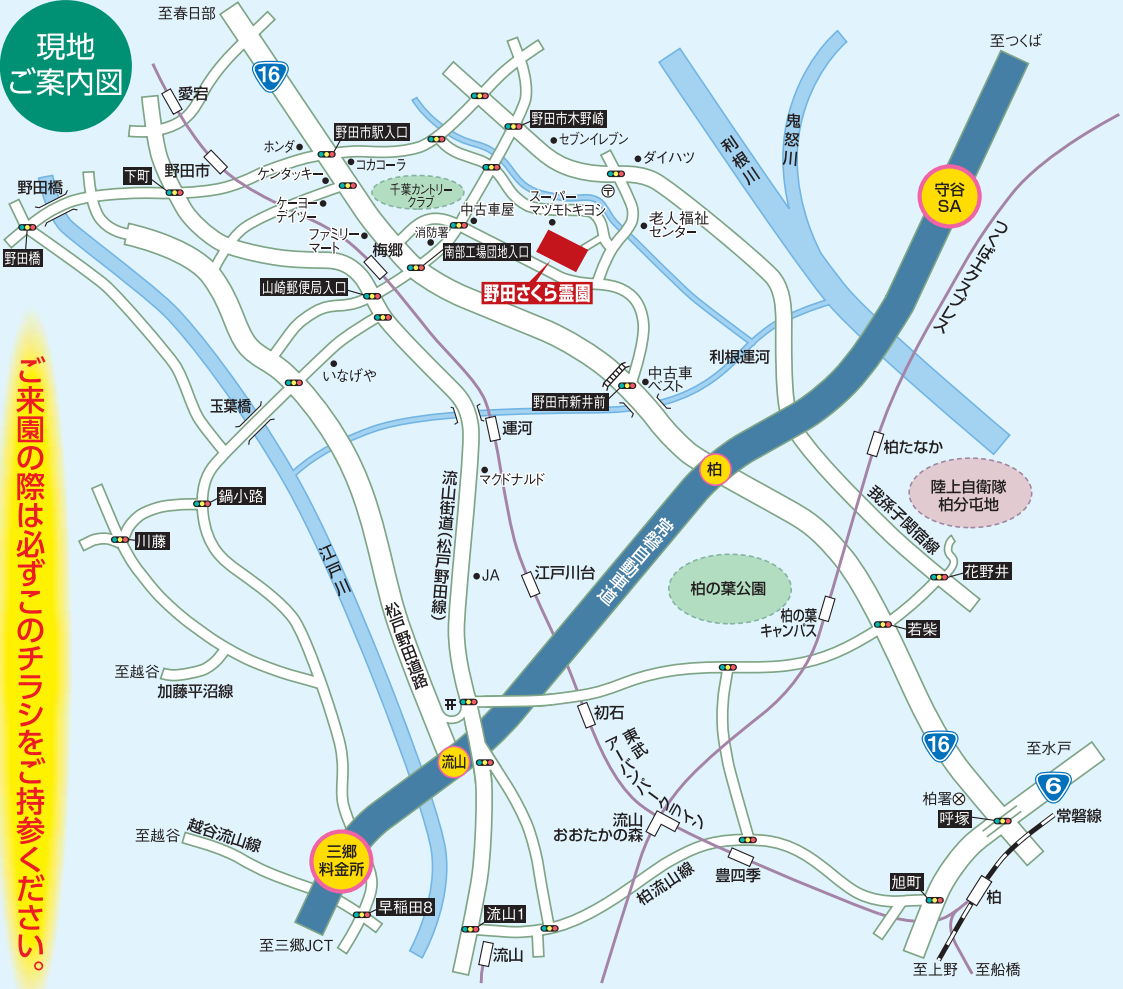 現地
ご案内図
至春日部
16
至つくば
愛宕
ホンダ
野田市駅入口
コカコーラ
野田市木野崎
セブンイレブン
ダイハツ
利根川
鬼怒川
野田市
下町
ケンタッキー
千葉カントリー
クラブ
〒
守谷
SA
野田橋
ケーヨー
デイツー
ファミリー
マート
梅郷
消防署
中古車屋
スーパー
マツモトキヨシ
老人福祉
センター
南部工場団地入口
野田橋
山崎郵便局入口
野田さくら霊園
つくばエクスプレス
利根運河
いなげや
中古車
ベスト
野田市新井前
玉葉橋
運河
柏
柏たなか
マクドナルド
流山街道(松戸野田線)
鍋小路
川藤
江戸川
JA
江戸川台
常磐自動車道
陸上自衛隊
柏分屯地
我孫子関宿線
花野井
柏の葉公園
柏の葉
キャンパス
若柴
松戸野田道路
至越谷
加藤平沼線
初石
流山
東武
アーバンパークライン
16
至水戸
6
柏署
呼塚
常磐線
至越谷
越谷流山線
三郷
料金所
流山
おおたかの森
豊四季
柏流山線
旭町
柏
早稲田8
流山1
流山
至三郷JCT
至上野
至船橋
ご来園の際は必ずこのチラシをご持参ください。